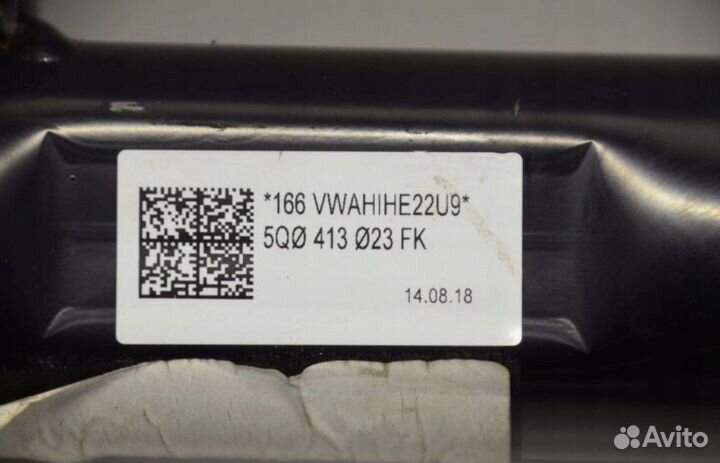 *166 VWAHIHE22U9*
5QØ 413 Ø23 FK
14.08.18
Avito